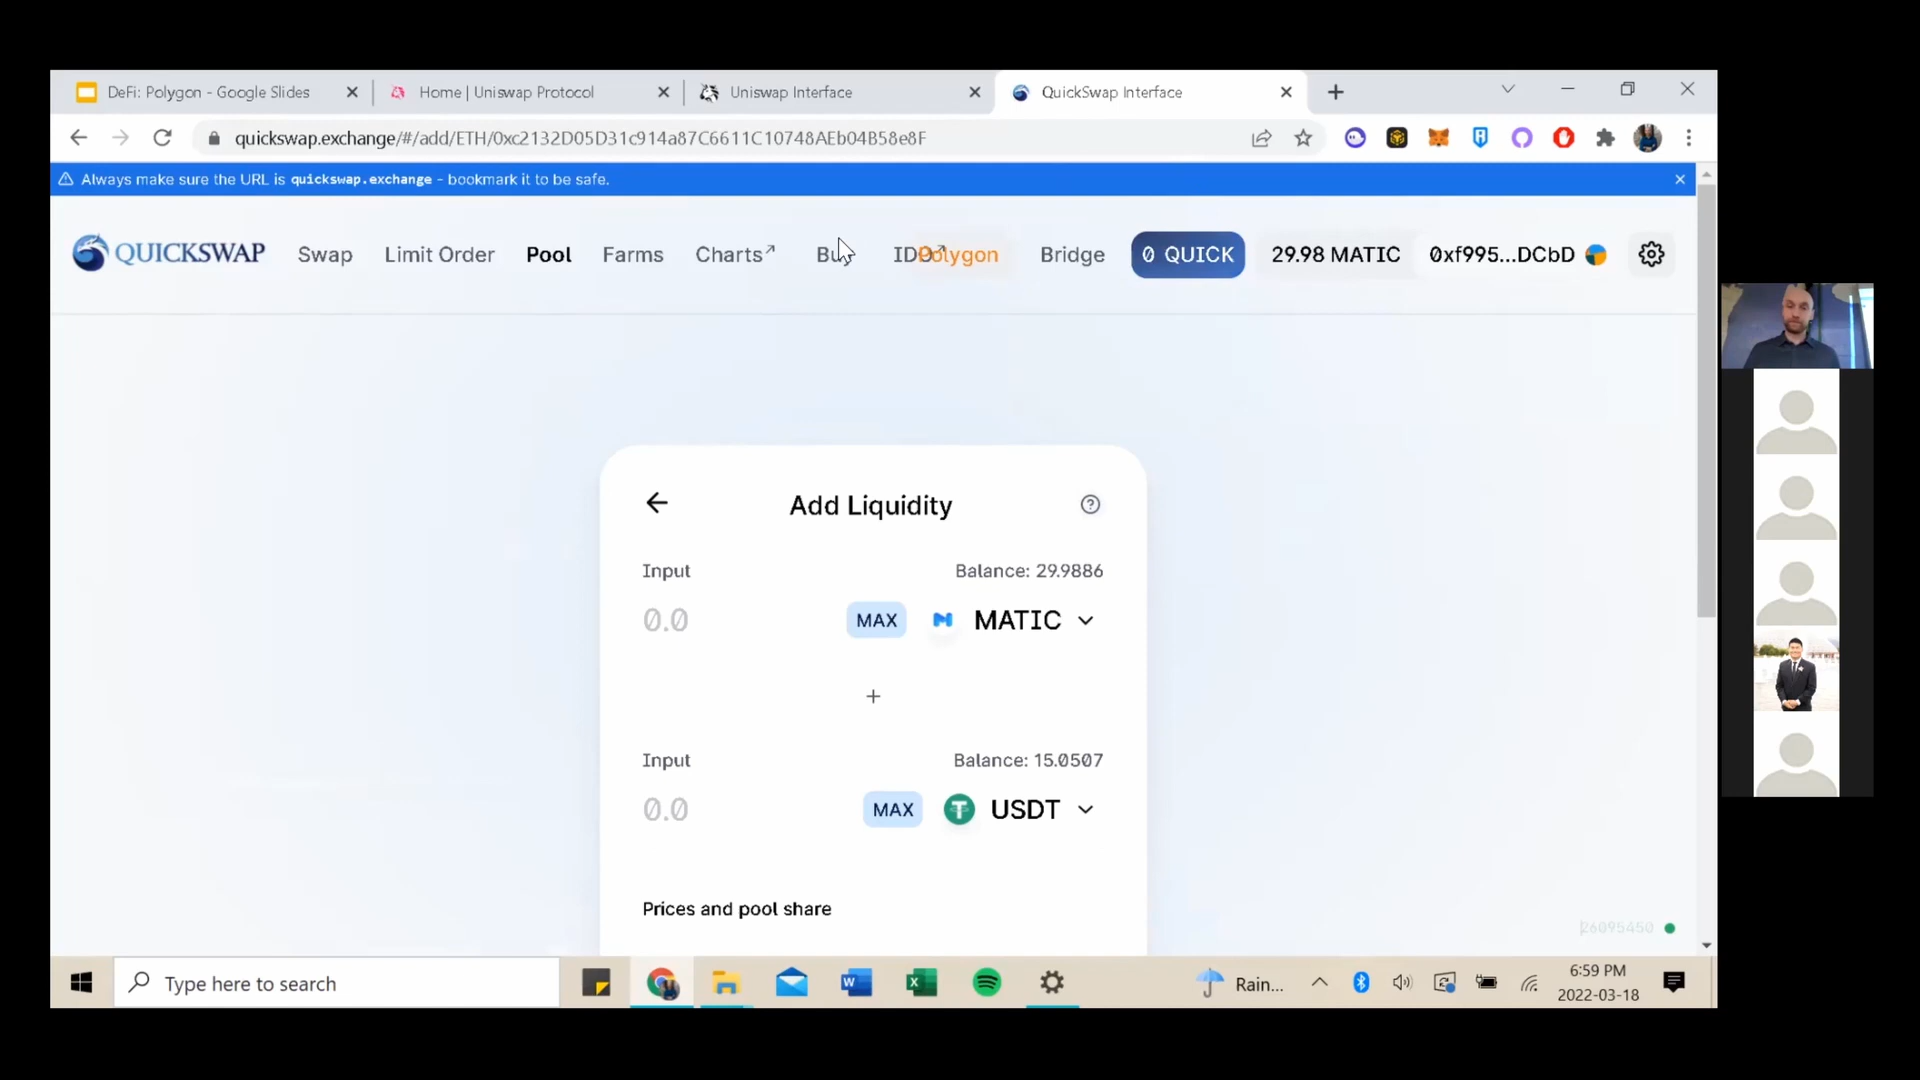 DeFi: Polygon - Google Slides
Home | Uniswap Protocol
Uniswap Interface
QuickSwap Interface
quickswap.exchange/#/add/ETH/0xc2132D05D31c914a87C6611C10748AEb04B58e8F
Always make sure the URL is quickswap.exchange - bookmark it to be safe.
QUICKSWAP
Swap
Limit Order
Pool
Farms
Charts↗
Buy
IDO↗
Polygon
Bridge
0 QUICK
29.98 MATIC
0xf995...DCbD
Add Liquidity
Input
Balance: 29.9886
0.0
MAX
MATIC
+
Input
Balance: 15.0507
0.0
MAX
USDT
Prices and pool share
26095450
Type here to search
Rain...
6:59 PM
2022-03-18